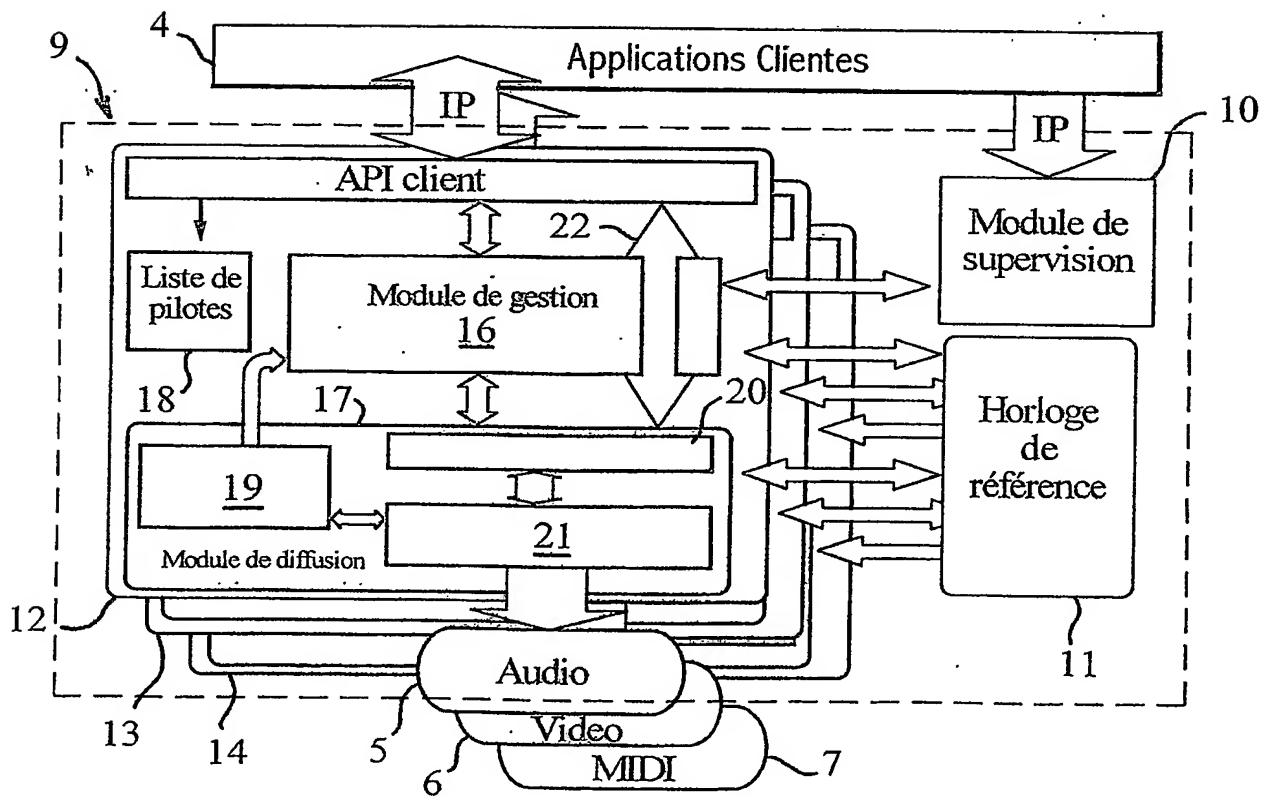 4
Applications Clientes
9
IP
IP
10
API client
22
Module de
supervision
Liste de
pilotes
Module de gestion
16
18
17
20
Horloge
de
référence
19
21
Module de diffusion
12
11
13
14
Audio
5
Video
6
MIDI
7